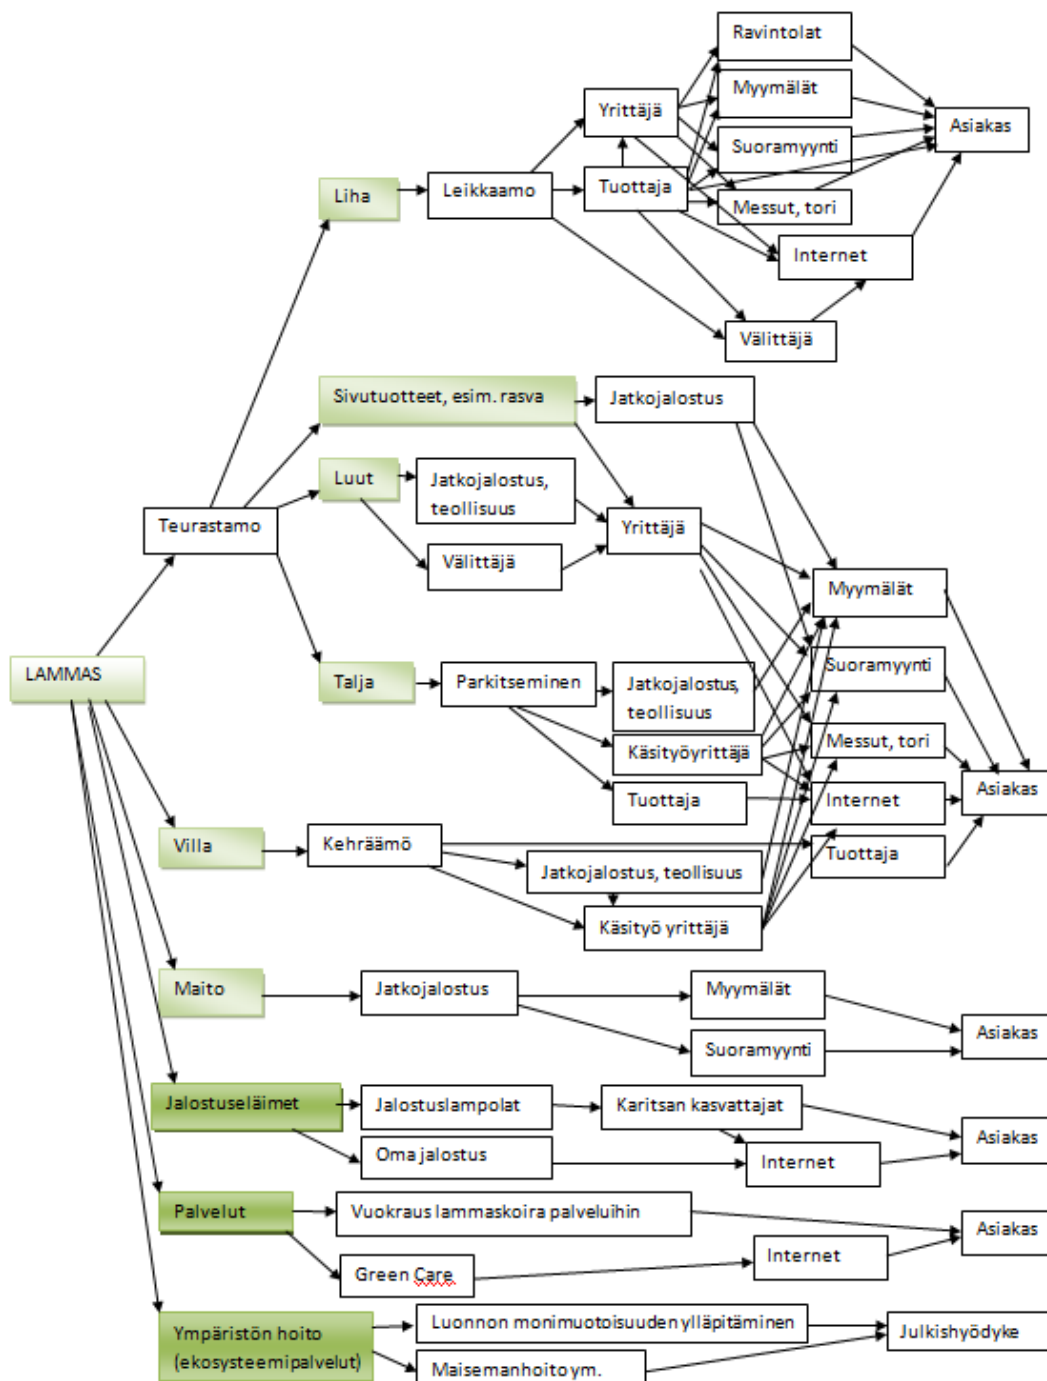 Ravintolat
Myymälät
Yrittäjä
Asiakas
Suoramyynti
Liha
Leikkaamo
Tuottaja
Messut, tori
Internet
Välittäjä
Sivutuotteet, esim. rasva
Jatkojalostus
Luut
Jatkojalostus,
teollisuus
Teurastamo
Yrittäjä
Välittäjä
Myymälät
LAMMAS
Talja
Parkitseminen
Jatkojalostus,
teollisuus
Suoramyynti
Käsityöyrittäjä
Messut, tori
Tuottaja
Internet
Asiakas
Villa
Kehräämö
Tuottaja
Jatkojalostus, teollisuus
Käsityö yrittäjä
Maito
Jatkojalostus
Myymälät
Asiakas
Suoramyynti
Jalostuseläimet
Jalostuslampolat
Karitsan kasvattajat
Asiakas
Oma jalostus
Internet
Palvelut
Vuokraus lammaskoira palveluihin
Asiakas
Green Care
Internet
Ympäristön hoito
(ekosysteemipalvelut)
Luonnon monimuotoisuuden ylläpitäminen
Julkishyödyke
Maisemanhoito ym.